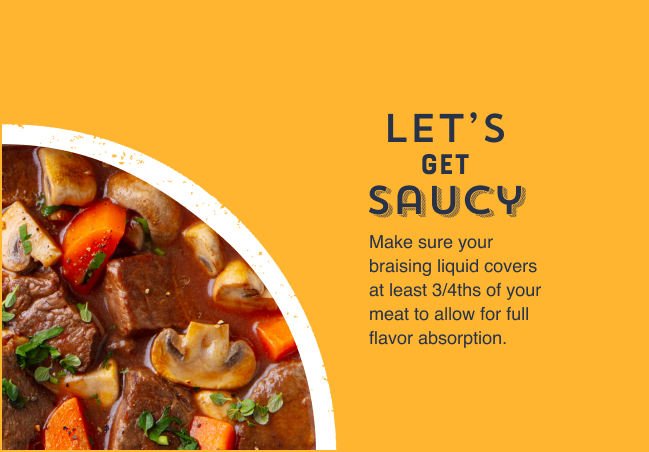 LET'S
GET
SAUCY
Make sure your
braising liquid covers
at least 3/4ths of your
meat to allow for full
flavor absorption.